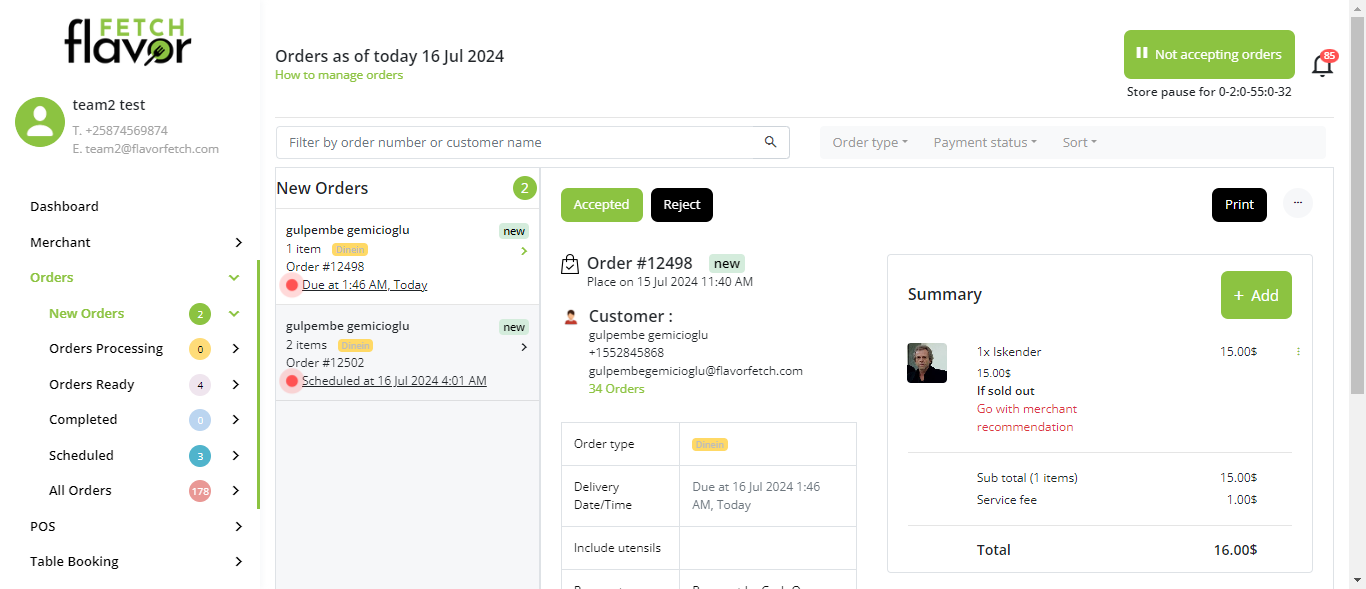 FETCH
flavor
team2 test
T. +25874569874
E. team2@flavorfetch.com
Dashboard
Merchant
Orders
New Orders 2
Orders Processing 0
Orders Ready 4
Completed 0
Scheduled 3
All Orders 178
POS
Table Booking
Orders as of today 16 Jul 2024
How to manage orders
Not accepting orders
85
Store pause for 0-2:0-55:0-32
Filter by order number or customer name
Order type
Payment status
Sort
New Orders 2
gulpembe gemicioglu new
1 item Dinein
Order #12498
Due at 1:46 AM, Today
gulpembe gemicioglu new
2 items Dinein
Order #12502
Scheduled at 16 Jul 2024 4:01 AM
Accepted
Reject
Print
...
Order #12498 new
Place on 15 Jul 2024 11:40 AM
Customer :
gulpembe gemicioglu
+1552845868
gulpembegemicioglu@flavorfetch.com
34 Orders
Order type Dinein
Delivery
Date/Time
Due at 16 Jul 2024 1:46
AM, Today
Include utensils
Summary
+ Add
1x Iskender 15.00$
15.00$
If sold out
Go with merchant
recommendation
Sub total (1 items) 15.00$
Service fee 1.00$
Total 16.00$